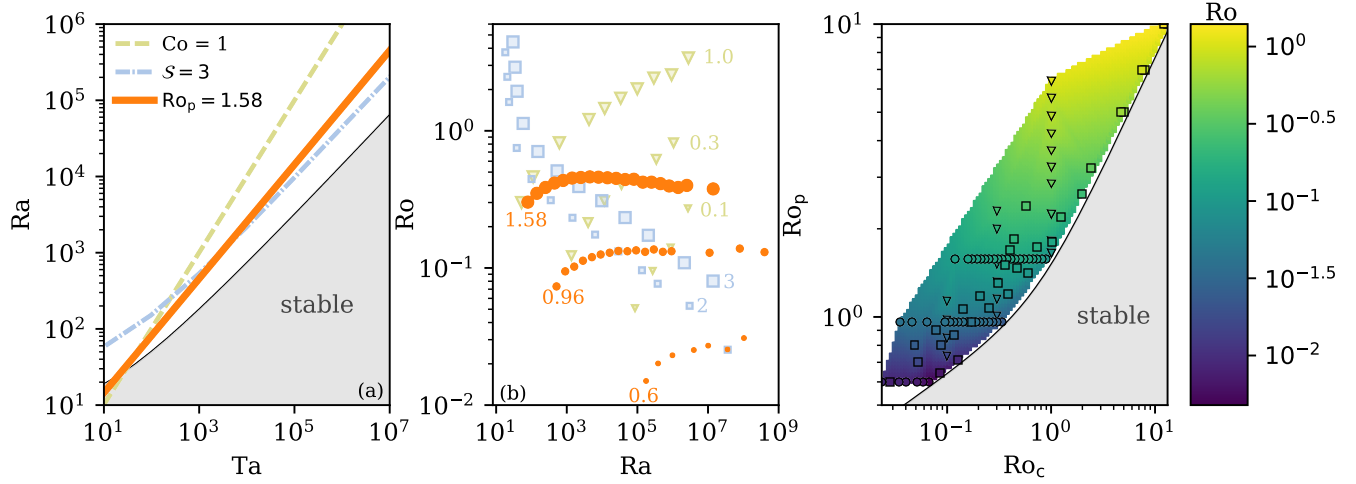 Ra
10^6
10^5
10^4
10^3
10^2
10^1
Co = 1
𝒮 = 3
Ro_p = 1.58
stable
(a)
10^1
10^3
10^5
10^7
Ta
Ro
10^0
10^-1
10^-2
1.0
0.3
0.1
1.58
0.96
0.6
3
2
(b)
10^1
10^3
10^5
10^7
10^9
Ra
Ro_p
10^1
10^0
stable
10^-1
10^0
10^1
Ro_c
Ro
10^0
10^-0.5
10^-1
10^-1.5
10^-2